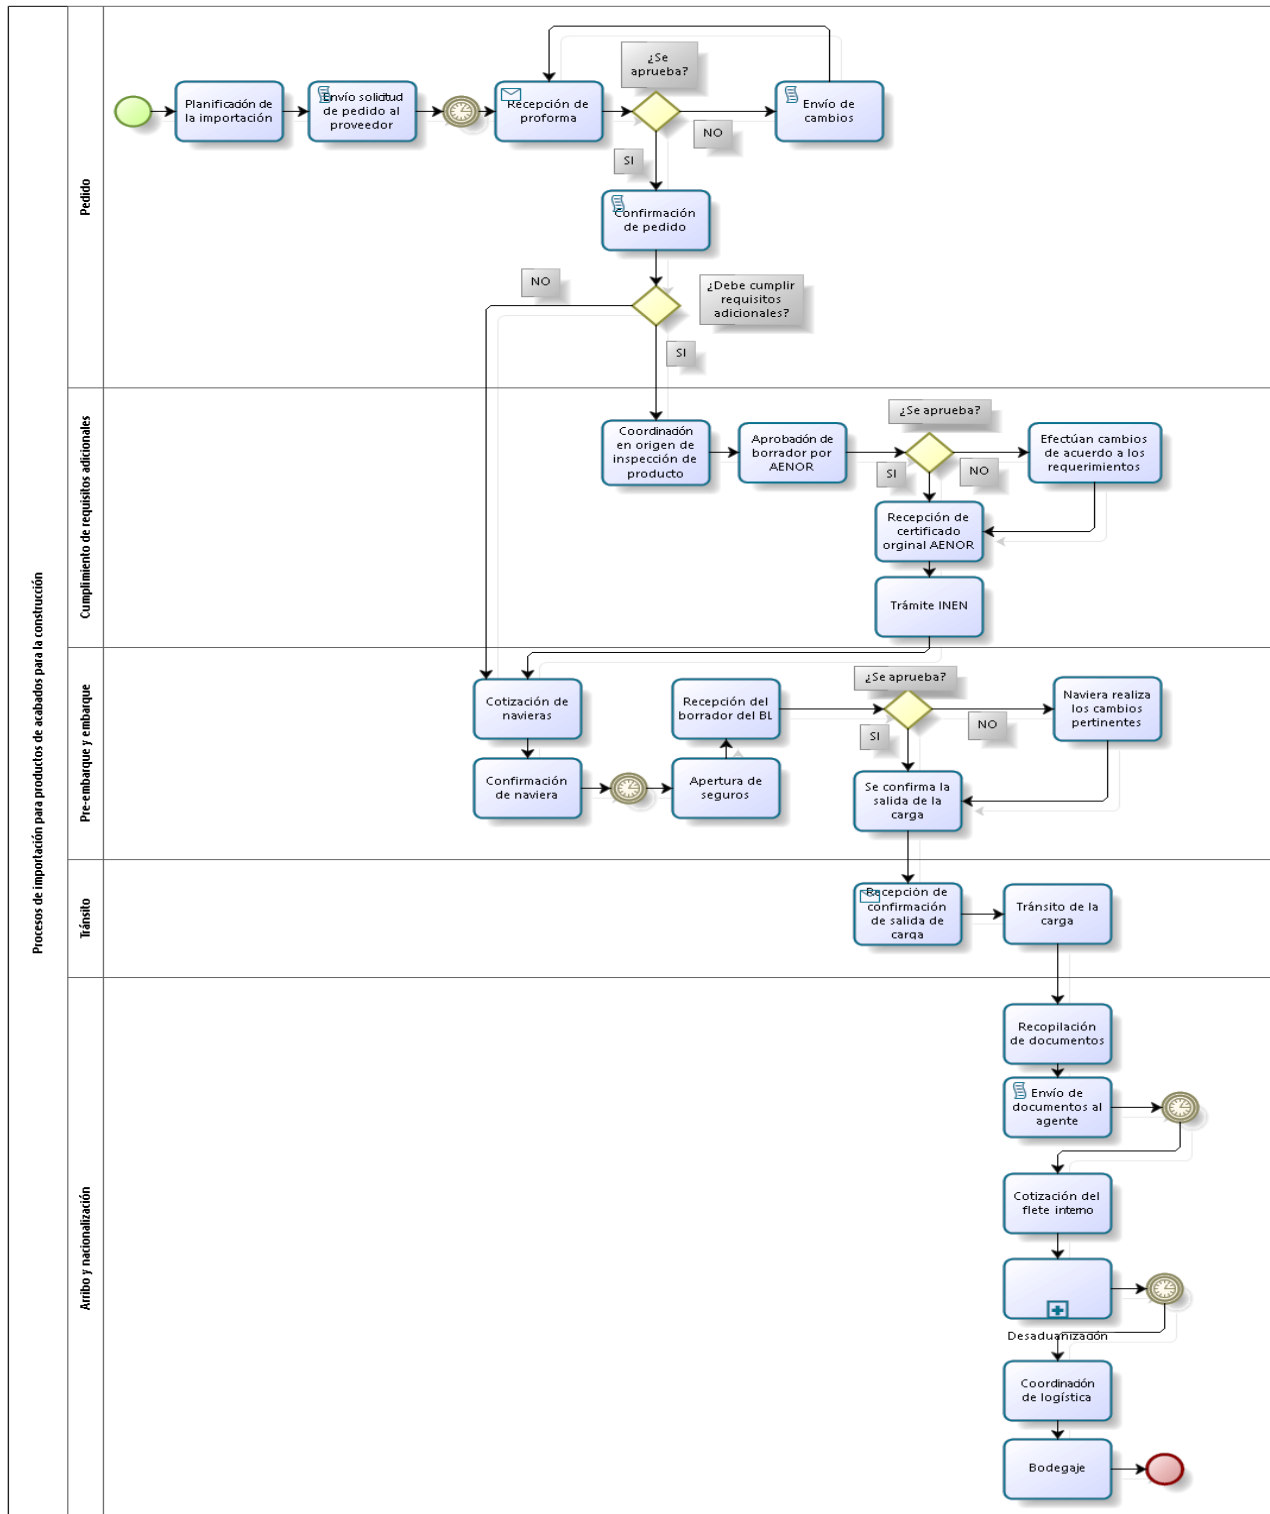 Procesos de importación para productos de acabados para la construcción
Pedido
¿Se
aprueba?
Planificación de
la importación
Envío solicitud
de pedido al
proveedor
Recepción de
proforma
Envío de
cambios
NO
SI
Confirmación
de pedido
NO
¿Debe cumplir
requisitos
adicionales?
SI
Cumplimiento de requisitos adicionales
¿Se aprueba?
Coordinación
en origen de
inspección de
producto
Aprobación de
borrador por
AENOR
Efectúan cambios
de acuerdo a los
requerimientos
SI
NO
Recepción de
certificado
orginal AENOR
Trámite INEN
Pre-embarque y embarque
¿Se aprueba?
Cotización de
navieras
Recepción del
borrador del BL
Naviera realiza
los cambios
pertinentes
SI
NO
Confirmación
de naviera
Apertura de
seguros
Se confirma la
salida de la
carga
Tránsito
Recepción de
confirmación
de salida de
carga
Tránsito de la
carga
Arribo y nacionalización
Recopilación
de documentos
Envío de
documentos al
agente
Cotización del
flete interno
Desaduanización
Coordinación
de logística
Bodegaje